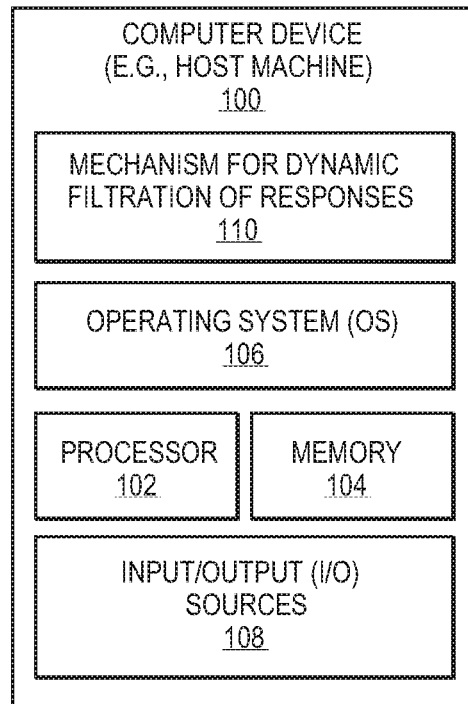 COMPUTER DEVICE
(E.G., HOST MACHINE)
100
MECHANISM FOR DYNAMIC
FILTRATION OF RESPONSES
110
OPERATING SYSTEM (OS)
106
PROCESSOR
102
MEMORY
104
INPUT/OUTPUT (I/O)
SOURCES
108